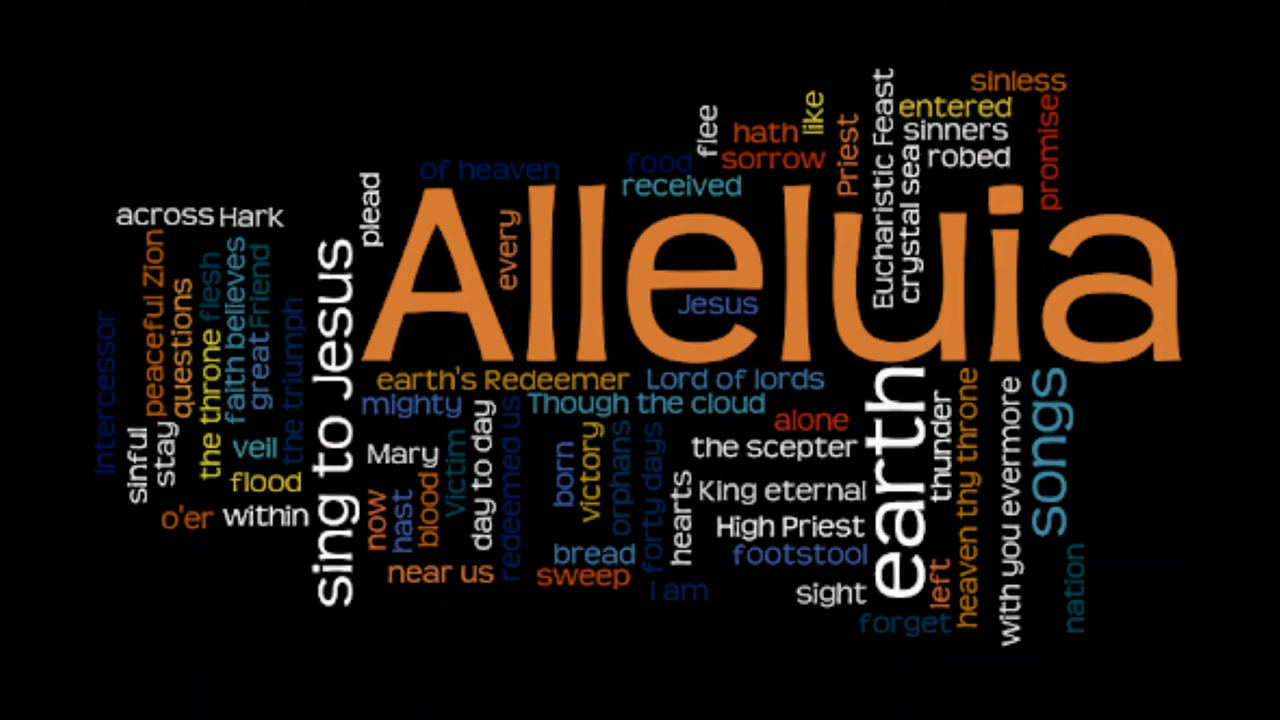 sinless
entered
like
flee
hath
sinners
sorrow
robed
promise
Priest
Eucharistic Feast
crystal sea
of heaven
food
received
Alleluia
plead
every
Jesus
across
Hark
Intercessor
peaceful Zion
questions
flesh
the throne
faith believes
Friend
great
the triumph
sing to Jesus
earth's Redeemer
Lord of lords
mighty
Though the cloud
alone
the scepter
sinful
stay
veil
flood
o'er
within
Mary
now
hast
blood
victim
day to day
redeemed us
near us
born
victory
orphans
forty days
hearts
bread
sweep
I am
King eternal
High Priest
footstool
sight
forget
earth
thunder
left
heaven thy throne
with you evermore
songs
nation